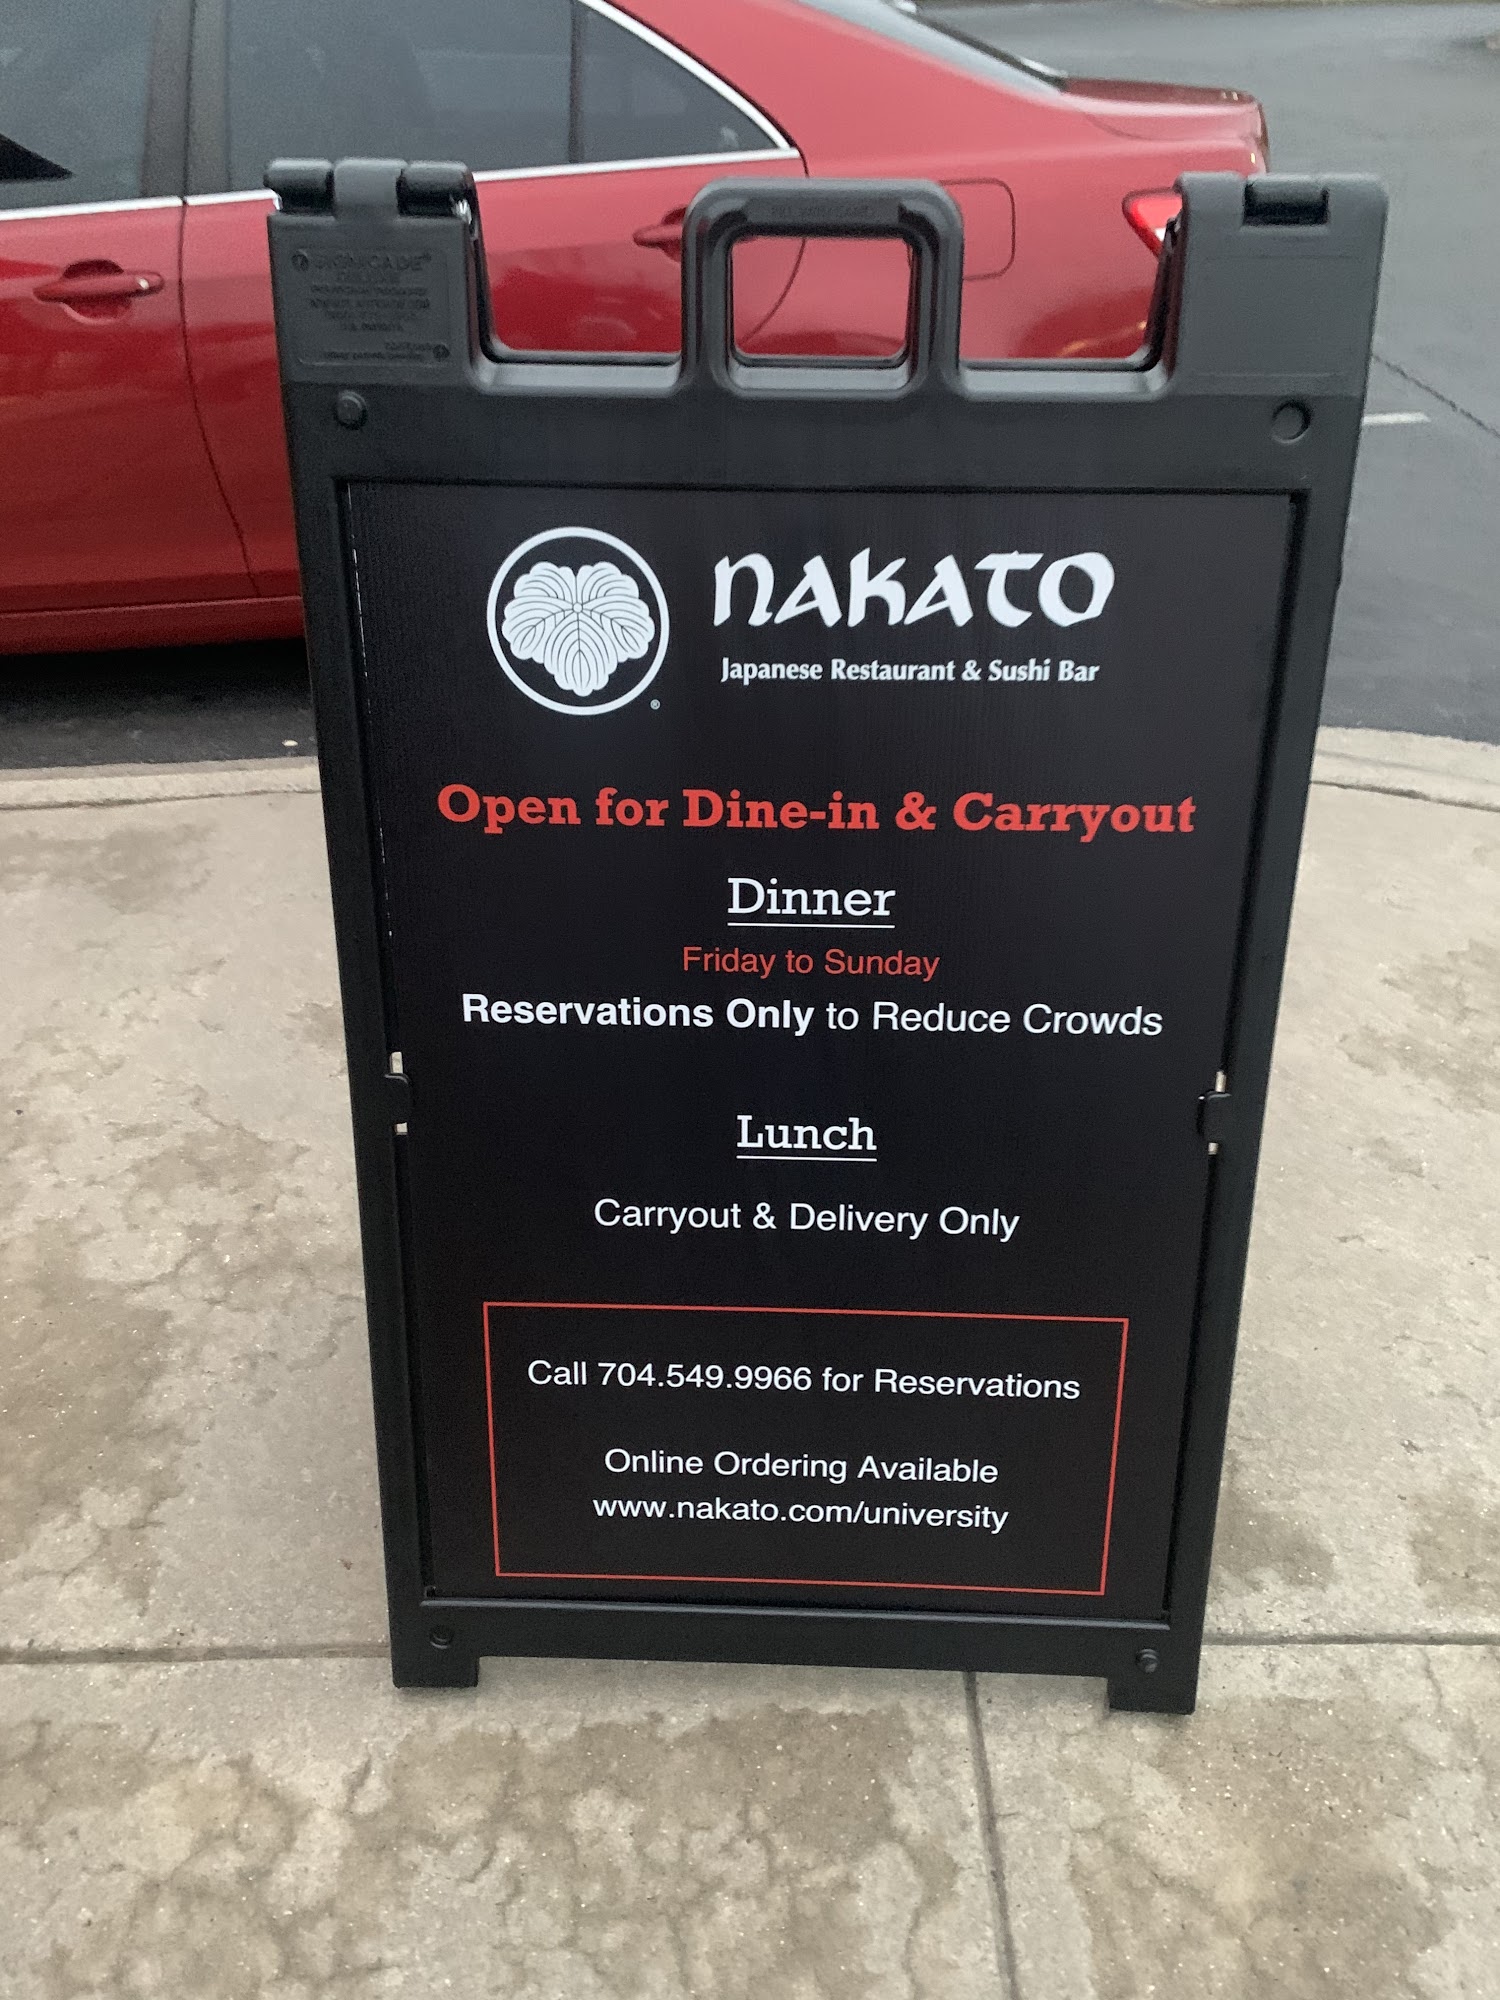 SIGNICADE®
NAKATO
Japanese Restaurant & Sushi Bar
®
Open for Dine-in & Carryout
Dinner
Friday to Sunday
Reservations Only to Reduce Crowds
Lunch
Carryout & Delivery Only
Call 704.549.9966 for Reservations
Online Ordering Available
www.nakato.com/university